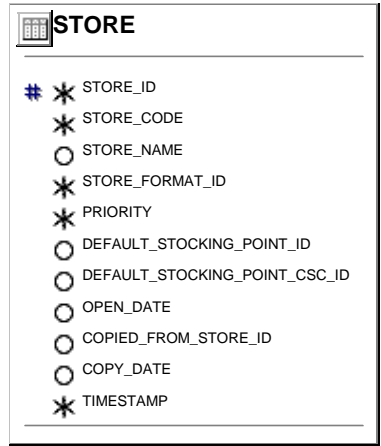 STORE
# * STORE_ID
* STORE_CODE
O STORE_NAME
* STORE_FORMAT_ID
* PRIORITY
O DEFAULT_STOCKING_POINT_ID
O DEFAULT_STOCKING_POINT_CSC_ID
O OPEN_DATE
O COPIED_FROM_STORE_ID
O COPY_DATE
* TIMESTAMP